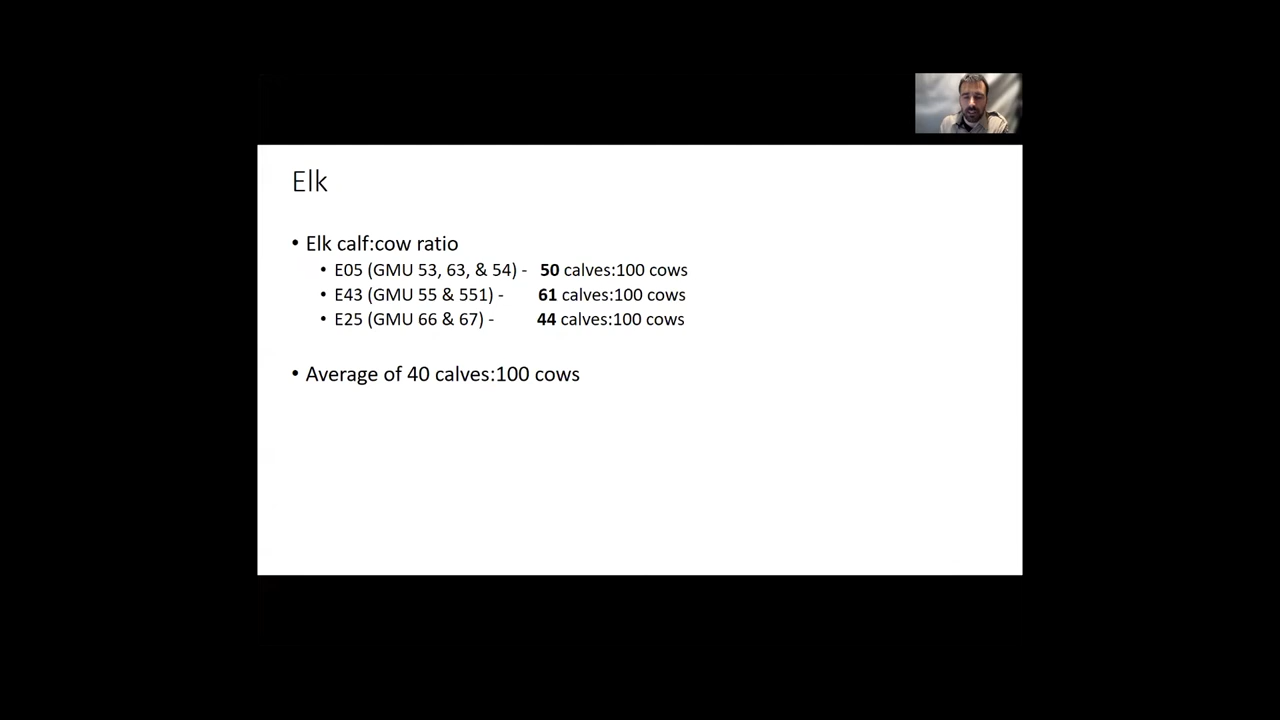 Elk
• Elk calf:cow ratio
• E05 (GMU 53, 63, & 54) - 50 calves:100 cows
• E43 (GMU 55 & 551) - 61 calves:100 cows
• E25 (GMU 66 & 67) - 44 calves:100 cows
• Average of 40 calves:100 cows